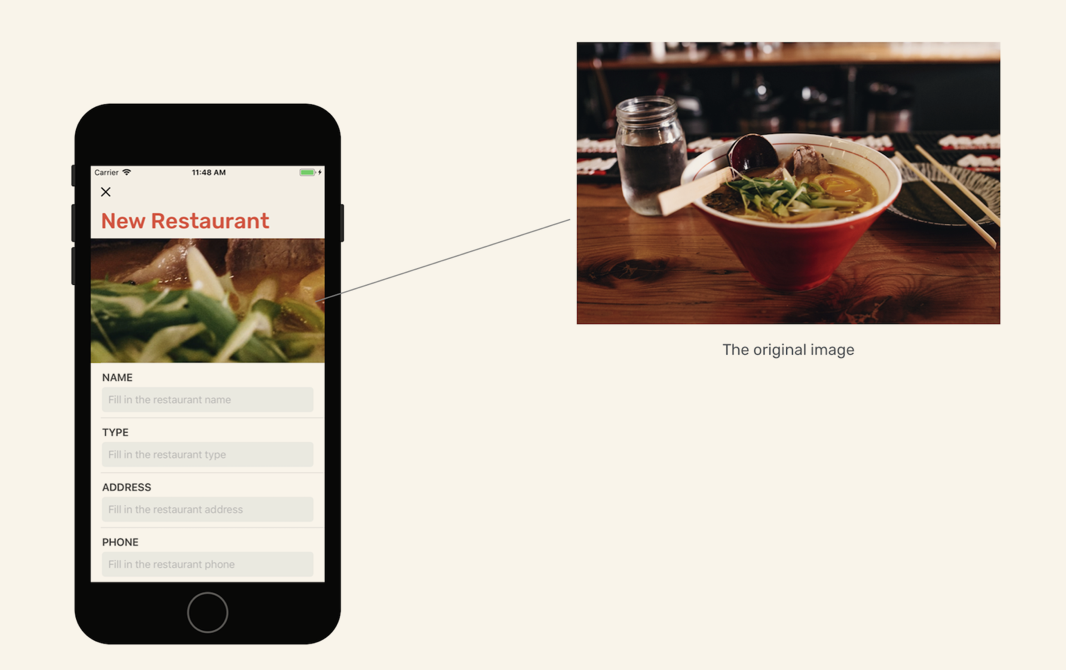 Carrier 11:48 AM
New Restaurant
NAME
Fill in the restaurant name
TYPE
Fill in the restaurant type
ADDRESS
Fill in the restaurant address
PHONE
Fill in the restaurant phone
The original image